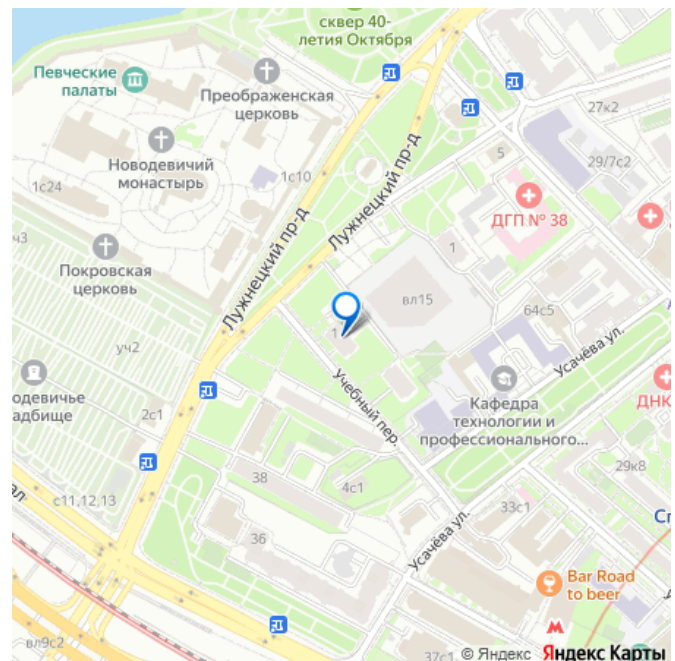 сквер 40-
летия Октября
Певческие
палаты
Преображенская
церковь
27к2
Новодевичий
монастырь
1с10
5
29/7с2
1с24
Лужнецкий пр-д
ДГП № 38
ч3
Покровская
церковь
Лужнецкий пр-д
1
вл15
64с5
уч2
1
Усачёва ул.
одевичье
адбище
Учебный пер.
Кафедра
технологии и
профессионального...
ДНК
2с1
29к8
38
4с1
с11,12,13
33с1
Сп
ал
36
Усачёва ул.
Bar Road
to beer
вл9с2
37с1
© Яндекс Яндекс Карты